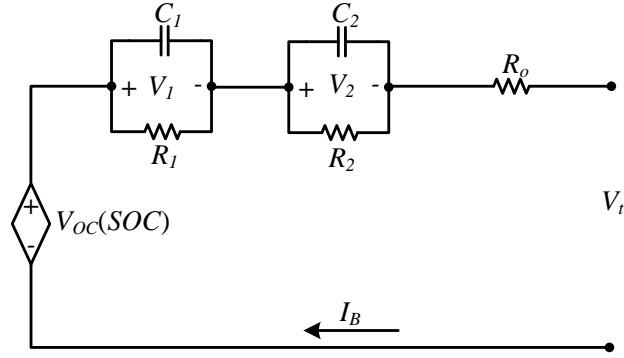 C1 C2
+ V1 - + V2 - Ro
R1 R2
+ VOC(SOC) Vt
-
IB